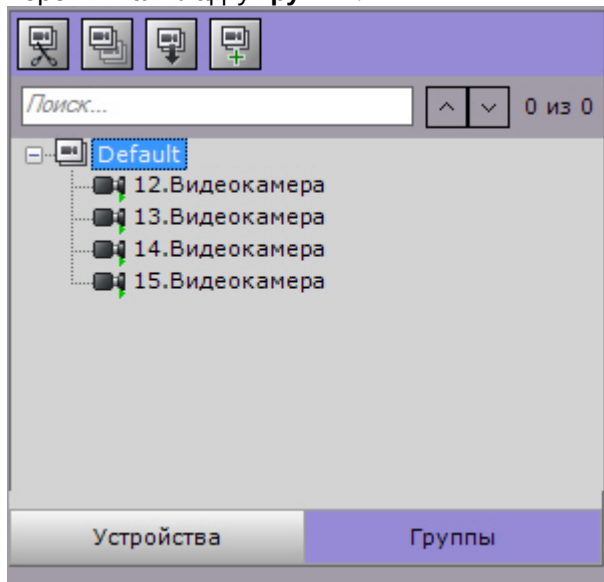 Поиск...
0 из 0
Default
12.Видеокамера
13.Видеокамера
14.Видеокамера
15.Видеокамера
Устройства Группы